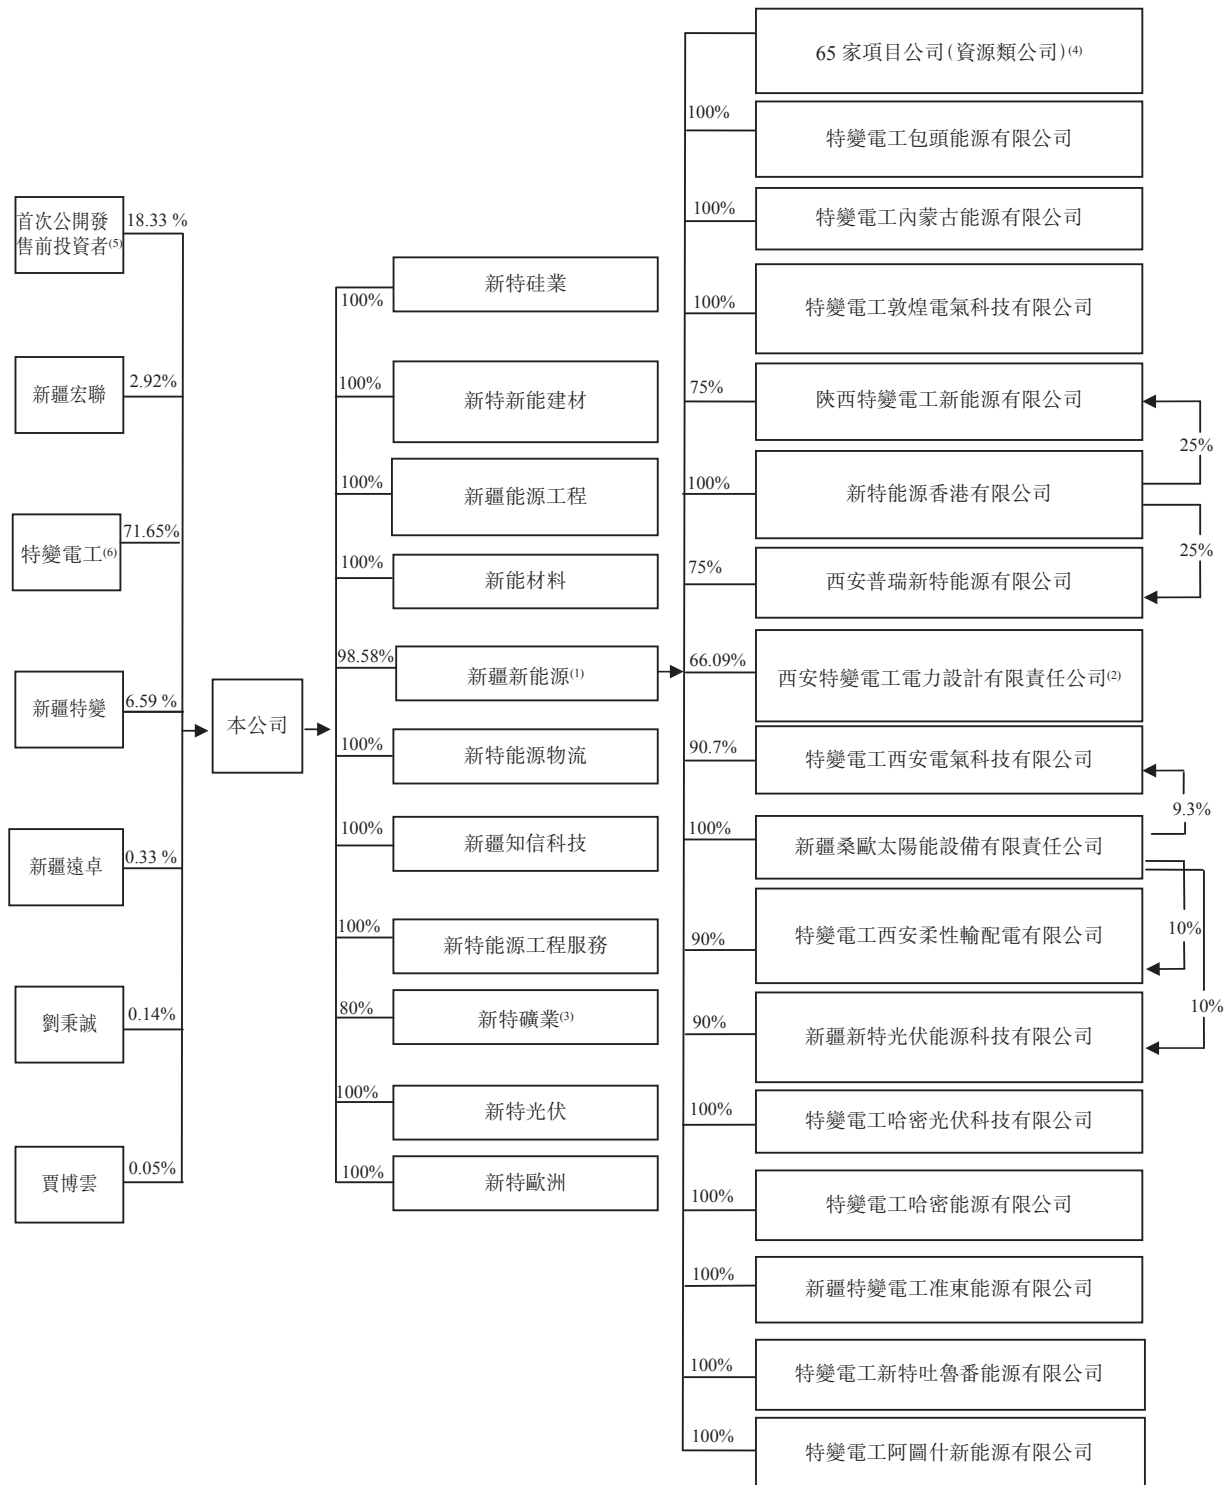 首次公開發
售前投資者(5)
18.33 %
新疆宏聯
2.92%
特變電工(6)
71.65%
新疆特變
6.59 %
新疆遠卓
0.33 %
劉秉誠
0.14%
賈博雲
0.05%
本公司
100%
新特硅業
100%
新特新能建材
100%
新疆能源工程
100%
新能材料
98.58%
新疆新能源(1)
100%
新特能源物流
100%
新疆知信科技
100%
新特能源工程服務
80%
新特礦業(3)
100%
新特光伏
100%
新特歐洲
65 家項目公司(資源類公司)(4)
100%
特變電工包頭能源有限公司
100%
特變電工內蒙古能源有限公司
100%
特變電工敦煌電氣科技有限公司
75%
陝西特變電工新能源有限公司
25%
100%
新特能源香港有限公司
25%
75%
西安普瑞新特能源有限公司
66.09%
西安特變電工電力設計有限責任公司(2)
90.7%
特變電工西安電氣科技有限公司
9.3%
100%
新疆桑歐太陽能設備有限責任公司
10%
90%
特變電工西安柔性輸配電有限公司
10%
90%
新疆新特光伏能源科技有限公司
100%
特變電工哈密光伏科技有限公司
100%
特變電工哈密能源有限公司
100%
新疆特變電工准東能源有限公司
100%
特變電工新特吐魯番能源有限公司
100%
特變電工阿圖什新能源有限公司